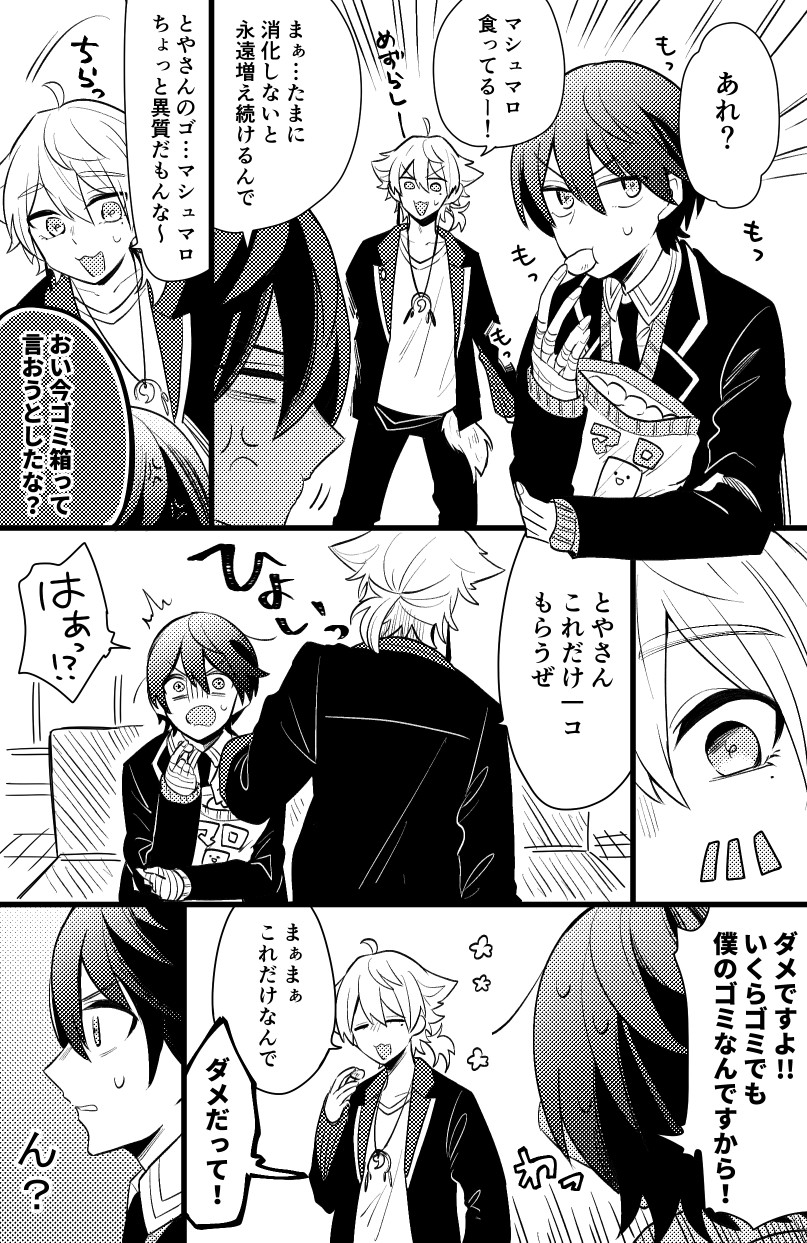 あれ？
マシュマロ
食ってるー！
もっ
もっ
もっ
もっ
めずらしー
まぁ…たまに
消化しないと
永遠増え続けるんで
とやさんのゴ…マシュマロ
ちょっと異質だもんな〜
ちらっ
おい今ゴミ箱って
言おうとしたな？
マロ
とやさん
これだけ一コ
もらうぜ
ひょいっ
はぁっ!?
マロ
ダメですよ!!
いくらゴミでも
僕のゴミなんですから！
わっ
まぁまぁ
これだけなんで
ダメだって！
ん？